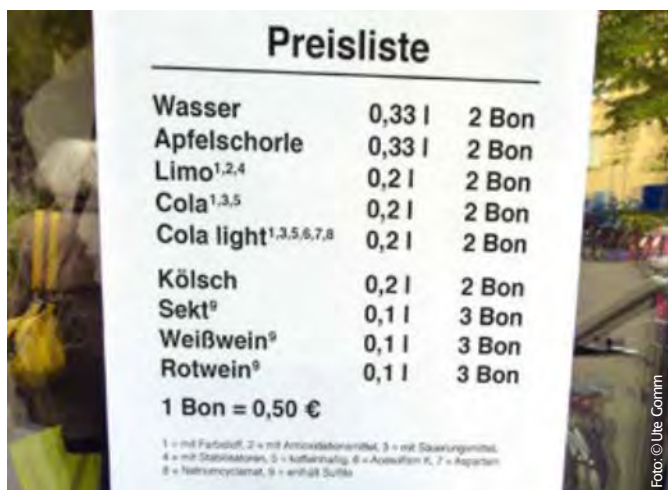 Preisliste
Wasser 0,33 l 2 Bon
Apfelschorle 0,33 l 2 Bon
Limo1,2,4 0,2 l 2 Bon
Cola1,3,5 0,2 l 2 Bon
Cola light1,3,5,6,7,8 0,2 l 2 Bon
Kölsch 0,2 l 2 Bon
Sekt9 0,1 l 3 Bon
Weißwein9 0,1 l 3 Bon
Rotwein9 0,1 l 3 Bon
1 Bon = 0,50 €
1 = mit Farbstoff, 2 = mit Antioxidationsmittel, 3 = mit Säuerungsmittel,
4 = mit Stabilisatoren, 5 = koffeinhaltig, 6 = Acesulfam K, 7 = Aspartam
8 = Natriumcyclamat, 9 = enthält Sulfite
Foto: © Ute Comm